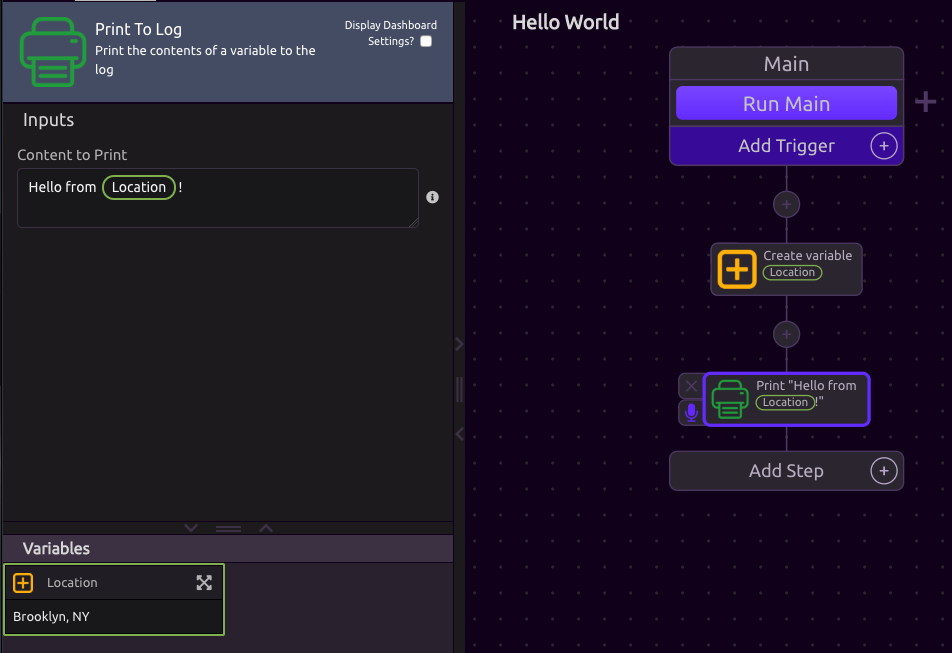 Print To Log
Print the contents of a variable to the
log
Display Dashboard
Settings?
Inputs
Content to Print
Hello from Location !
Variables
Location
Brooklyn, NY
Hello World
Main
Run Main
Add Trigger
Create variable
Location
Print "Hello from
Location!"
Add Step